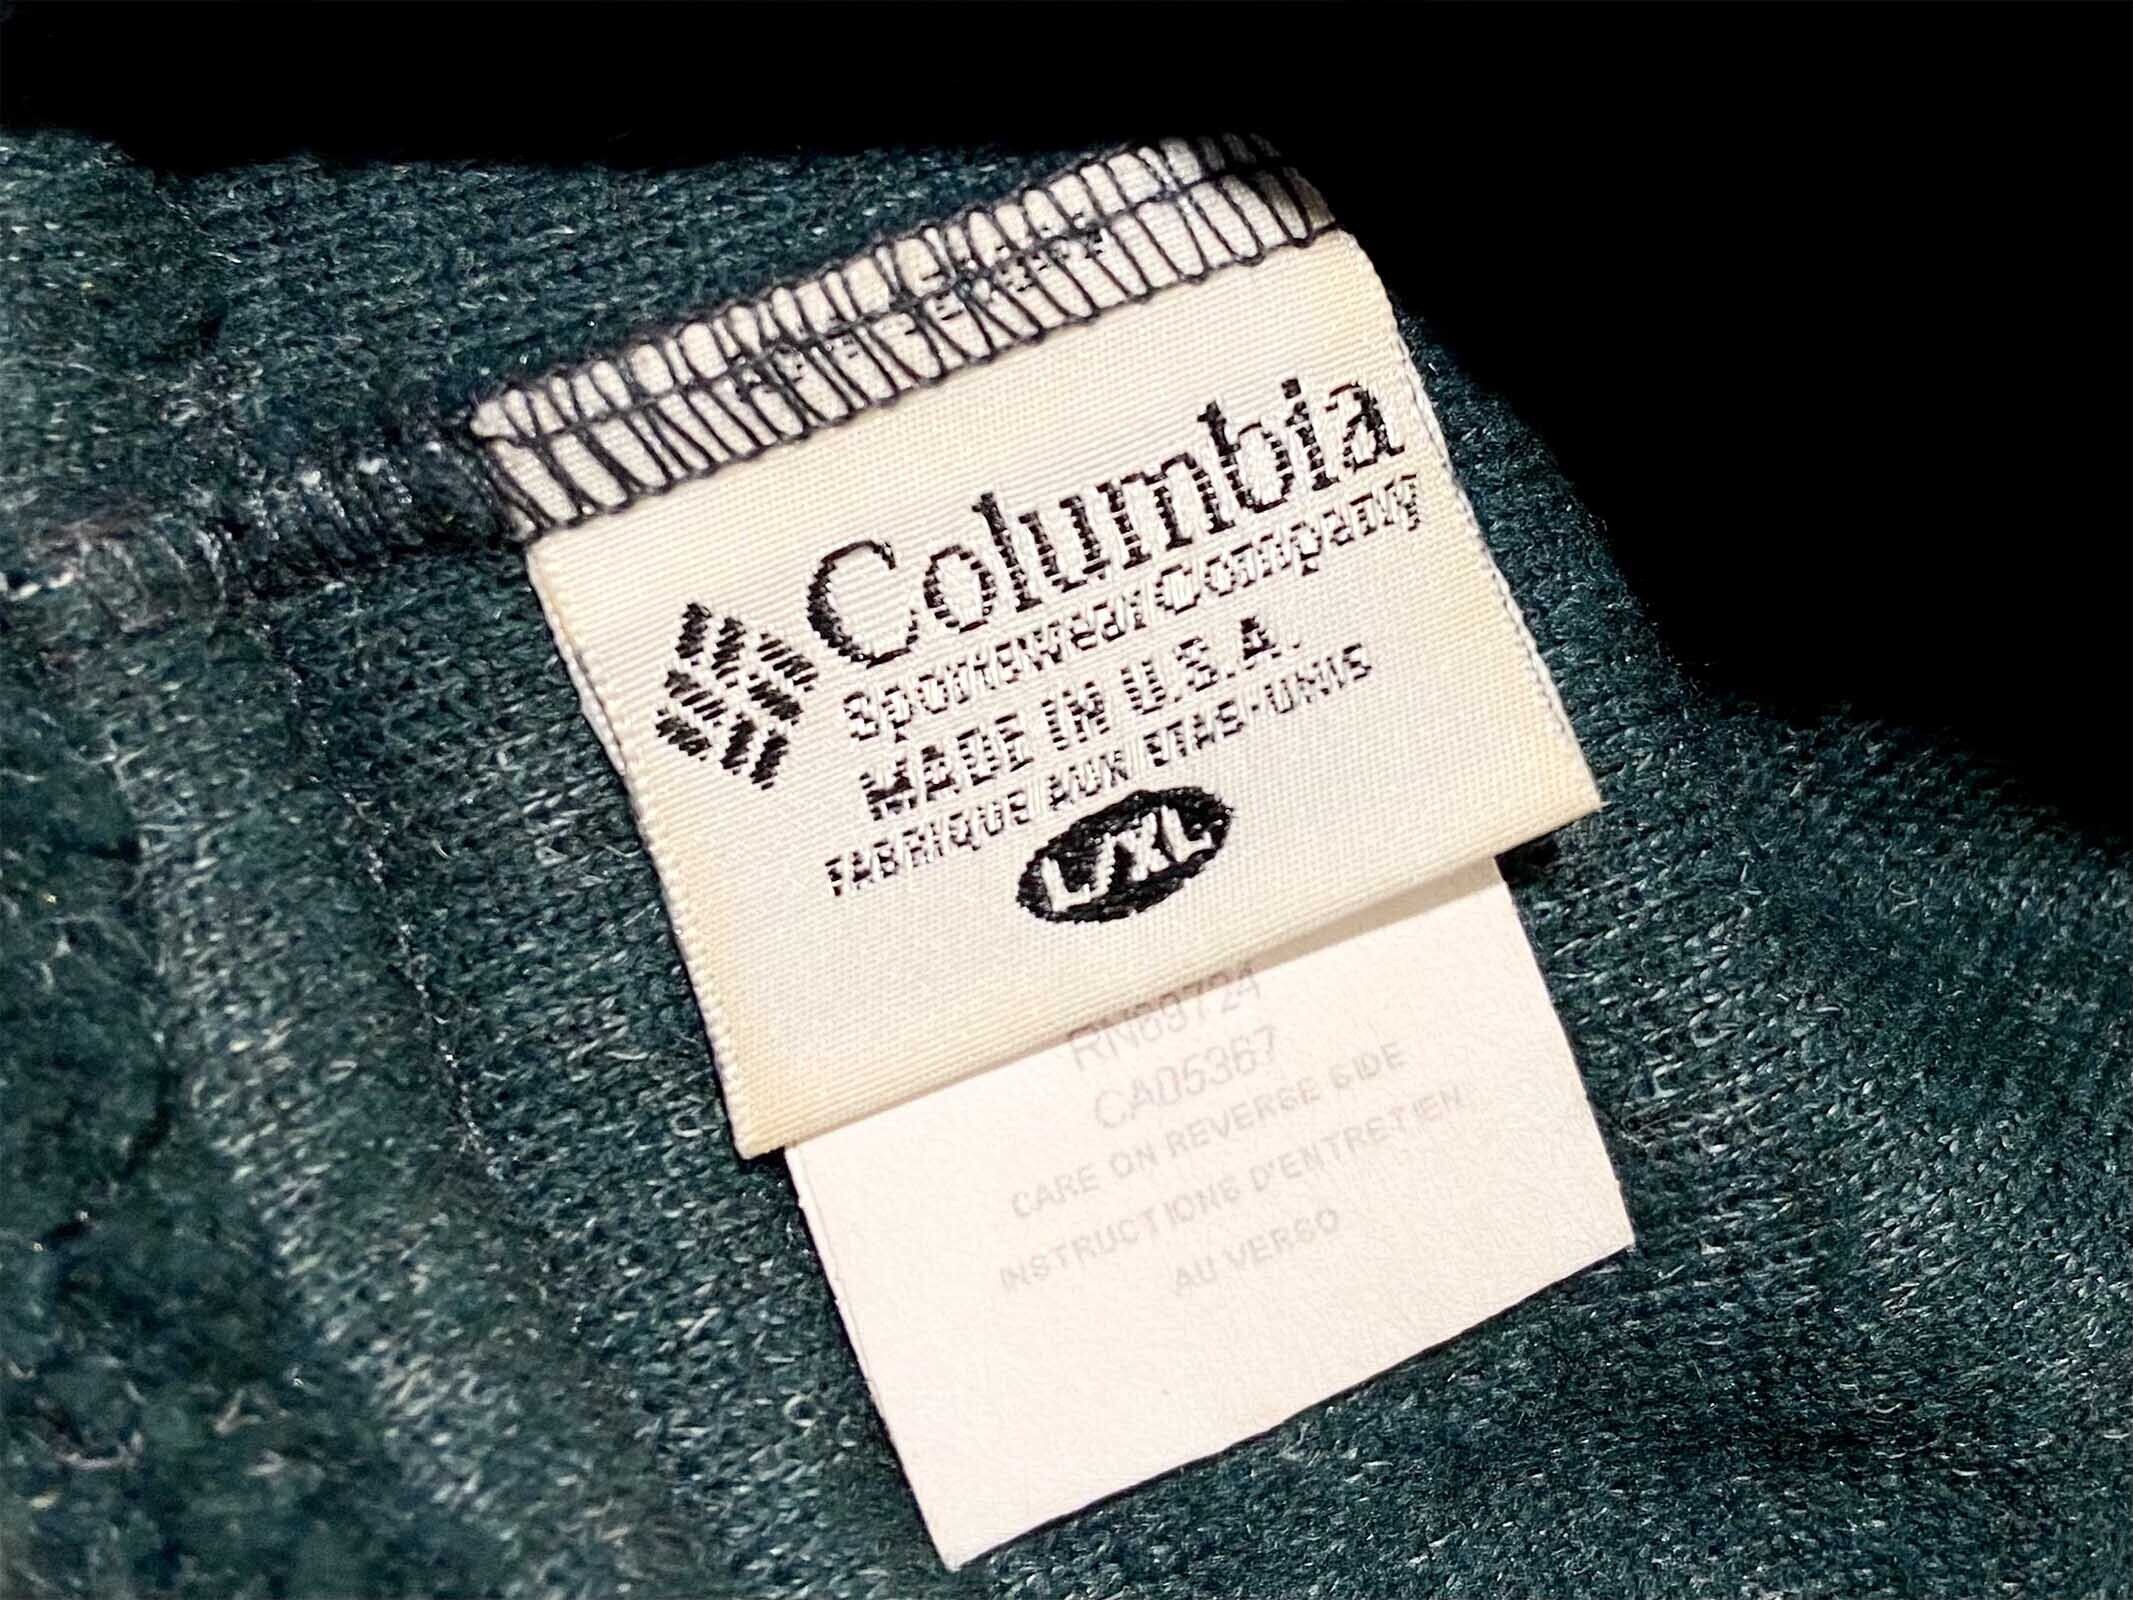 Columbia
Sportswear Company
MADE IN U.S.A.
FABRIQUE AUX ETAS-UNIS
L/XL
RN69724
CA05367
CARE ON REVERSE SIDE
INSTRUCTIONS D'ENTRETIEN
AU VERSO